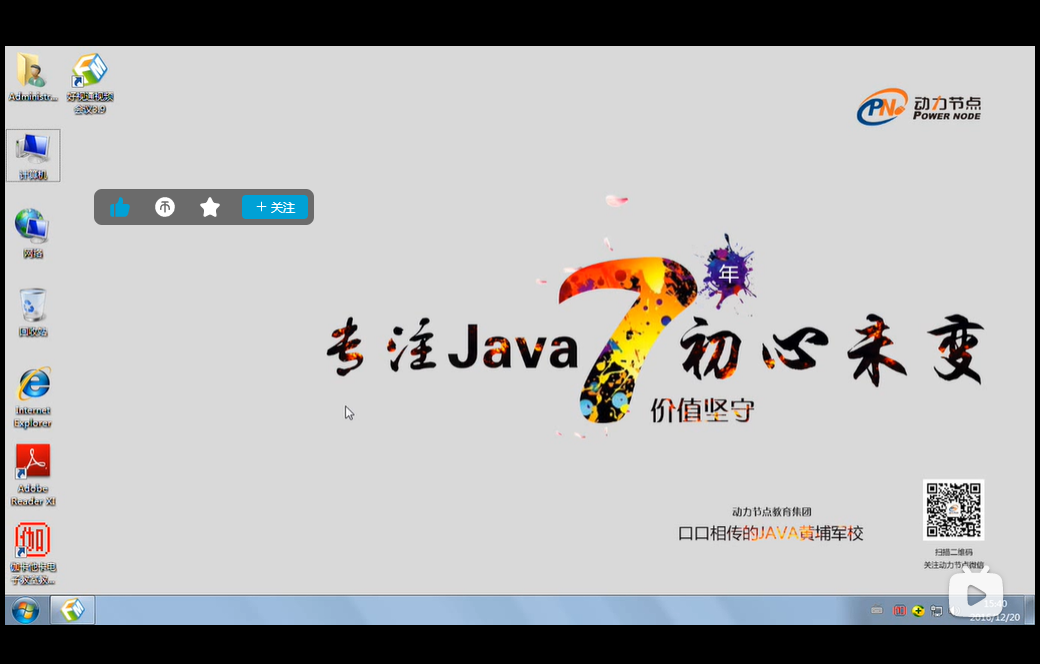 Administr...
好视通视频
会议3.9
计算机
网络
回收站
Internet
Explorer
Adobe
Reader XI
伽卡他卡电
子教室教...
关注
PN
动力节点
POWER NODE
年
专注Java7初心未变
价值坚守
动力节点教育集团
口口相传的JAVA黄埔军校
扫描二维码
关注动力节点微信
15:40
2016/12/20